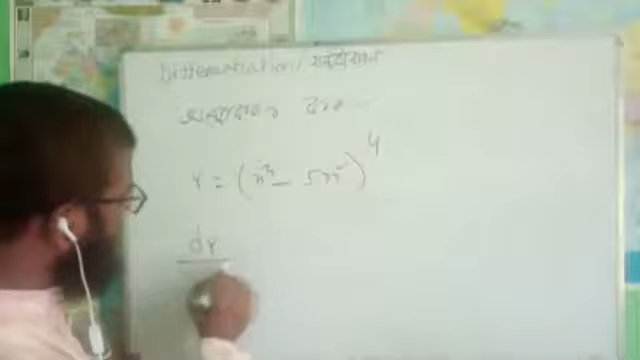 Differentiation / অন্তরীকরণ
অন্তরীকরণ কর —
Y = (x³ - 5x²)⁴
dY